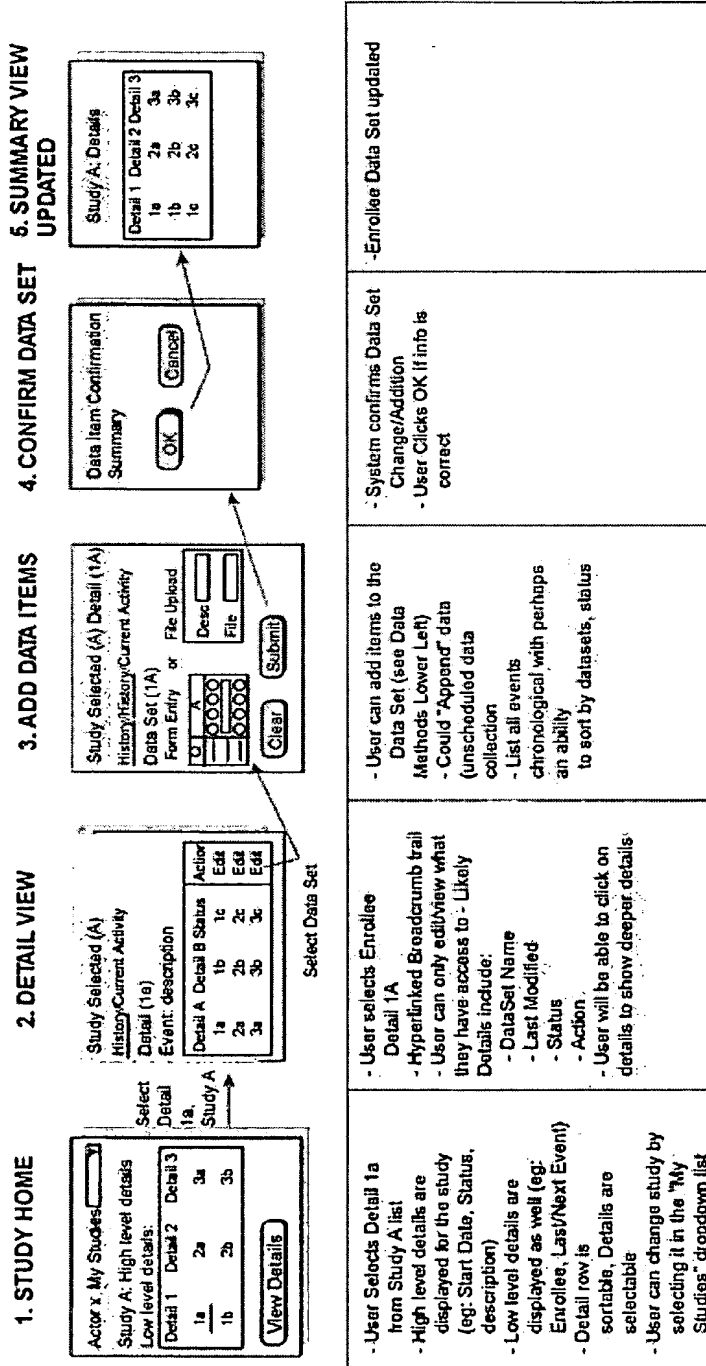 1. STUDY HOME
Actor x: My Studies
Study A: High level details
Low level details:
Detail 1 Detail 2 Detail 3
1a 2a 3a
1b 2b 3b
View Details
Select
Detail
1a,
Study A
2. DETAIL VIEW
Study Selected (A)
History/Current Activity
Detail (1a)
Event: description
Detail A Detail B Status Action
1a 1b 1c Edit
2a 2b 2c Edit
3a 3b 3c Edit
Select Data Set
3. ADD DATA ITEMS
Study Selected (A) Detail (1A)
History/History/Current Activity
Data Set (1A)
Form Entry or File Upload
Q A
Desc
File
Clear Submit
4. CONFIRM DATA SET
Data Item Confirmation
Summary
OK Cancel
5. SUMMARY VIEW
UPDATED
Study A: Details
Detail 1 Detail 2 Detail 3
1a 2a 3a
1b 2b 3b
1c 2c 3c
- User Selects Detail 1a
from Study A list
- High level details are
displayed for the study
(eg: Start Date, Status,
description)
- Low level details are
displayed as well (eg:
Enrollee, Last/Next Event)
- Detail row is
sortable, Details are
selectable
- User can change study by
selecting it in the "My
Studies" dropdown list
- User selects Enrollee
Detail 1A
- Hyperlinked Breadcrumb trail
- User can only edit/view what
they have access to - Likely
Details include:
- DataSet Name
- Last Modified
- Status
- Action
- User will be able to click on
details to show deeper details
- User can add items to the
Data Set (see Data
Methods Lower Left)
- Could "Append" data
(unscheduled data
collection
- List all events
chronological with perhaps
an ability
to sort by datasets, status
- System confirms Data Set
Change/Addition
- User Clicks OK if info is
correct
-Enrollee Data Set updated